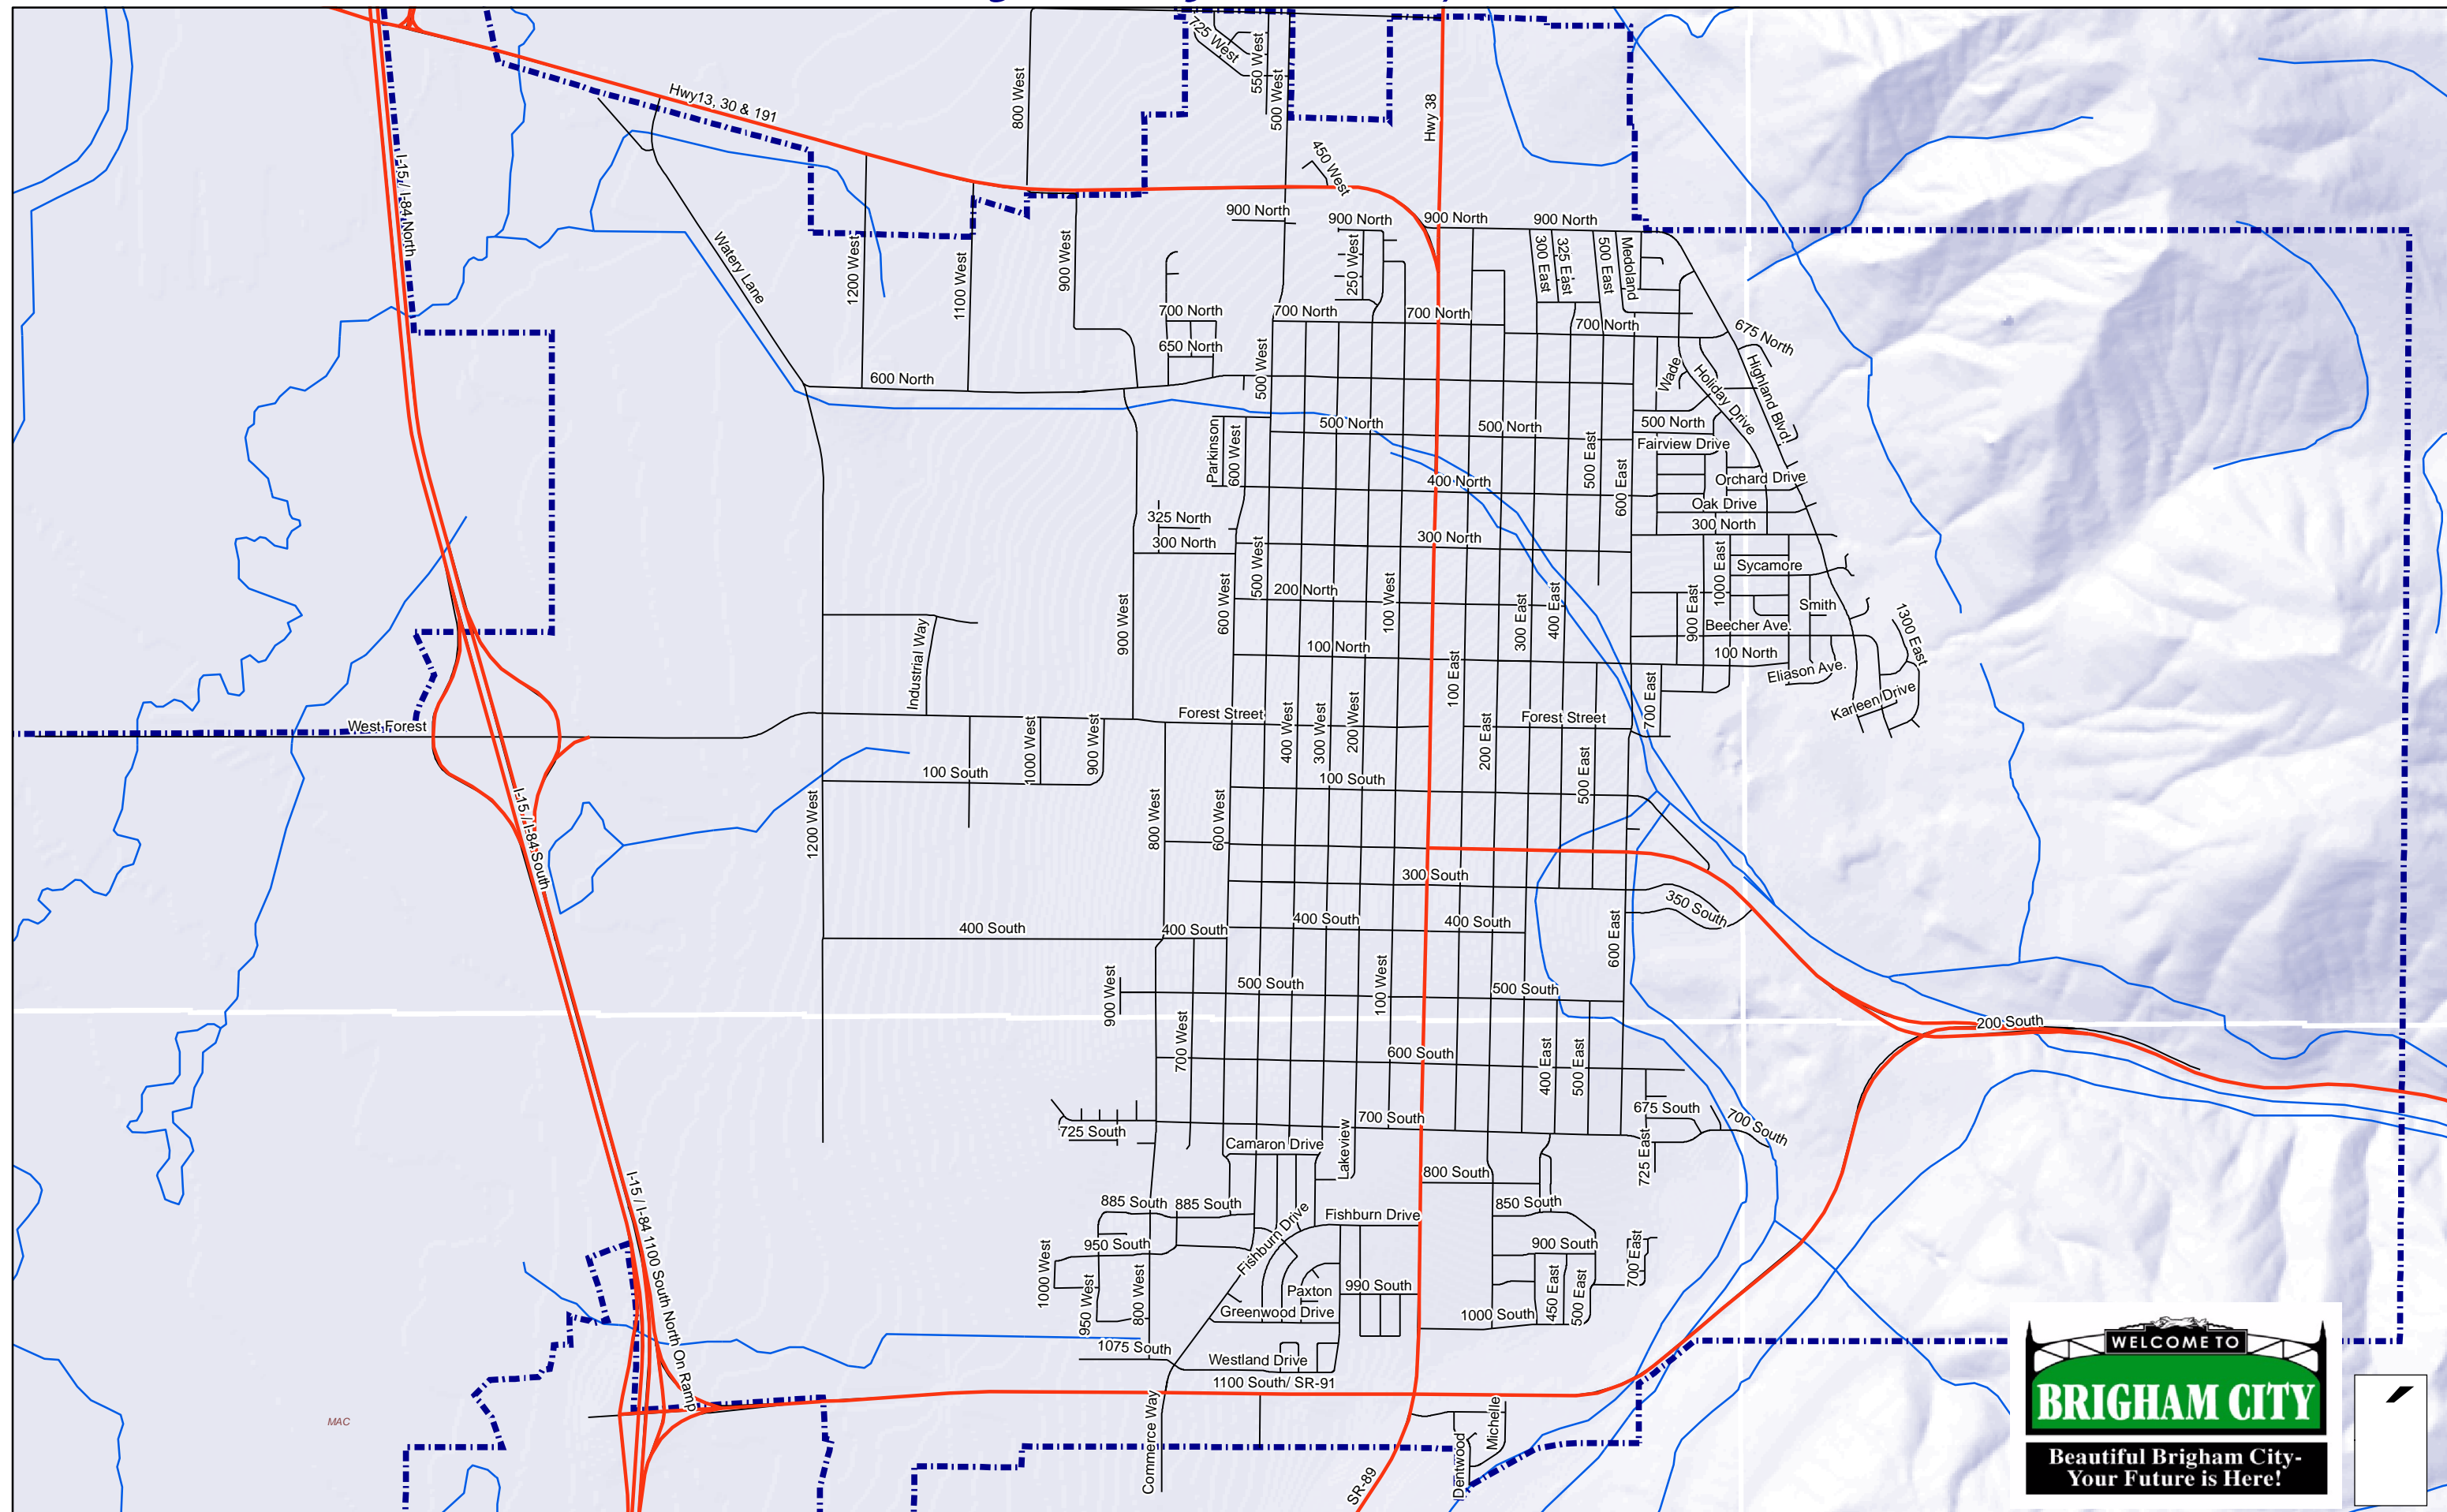 725 West
550 West
500 West
800 West
Hwy13, 30 & 191
Hwy 38
I-15 / I-84 North
450 West
900 North
900 North
900 North
900 North
Watery Lane
1200 West
1100 West
900 West
250 West
300 East
325 East
500 East
Medoland
700 North
700 North
700 North
700 North
675 North
650 North
600 North
500 West
Wade
Holiday Drive
Highland Blvd.
500 North
500 North
500 North
Parkinson
600 West
Fairview Drive
500 East
600 East
400 North
Orchard Drive
Oak Drive
325 North
300 North
300 North
300 North
500 West
1000 East
Sycamore
200 North
100 West
600 West
900 West
300 East
400 East
900 East
Smith
Beecher Ave.
1300 East
Industrial Way
100 North
100 North
Eliason Ave.
100 East
700 East
Karleen Drive
West Forest
Forest Street
Forest Street
1000 West
900 West
400 West
300 West
200 West
200 East
500 East
100 South
100 South
1200 West
800 West
600 West
I-15 / I-84 South
300 South
350 South
400 South
400 South
400 South
400 South
600 East
900 West
500 South
100 West
500 South
200 South
700 West
600 South
400 East
500 East
675 South
700 South
700 South
725 South
Camaron Drive
Lakeview
725 East
800 South
885 South
885 South
850 South
Fishburn Drive
Fishburn Drive
I-15 / I-84 1100 South North On Ramp
950 South
900 South
700 East
1000 West
950 West
800 West
Paxton
990 South
450 East
500 East
Greenwood Drive
1000 South
1075 South
Westland Drive
1100 South/ SR-91
Commerce Way
Michelle
Dentwood
SR-89
MAC
WELCOME TO
BRIGHAM CITY
Beautiful Brigham City-
Your Future is Here!